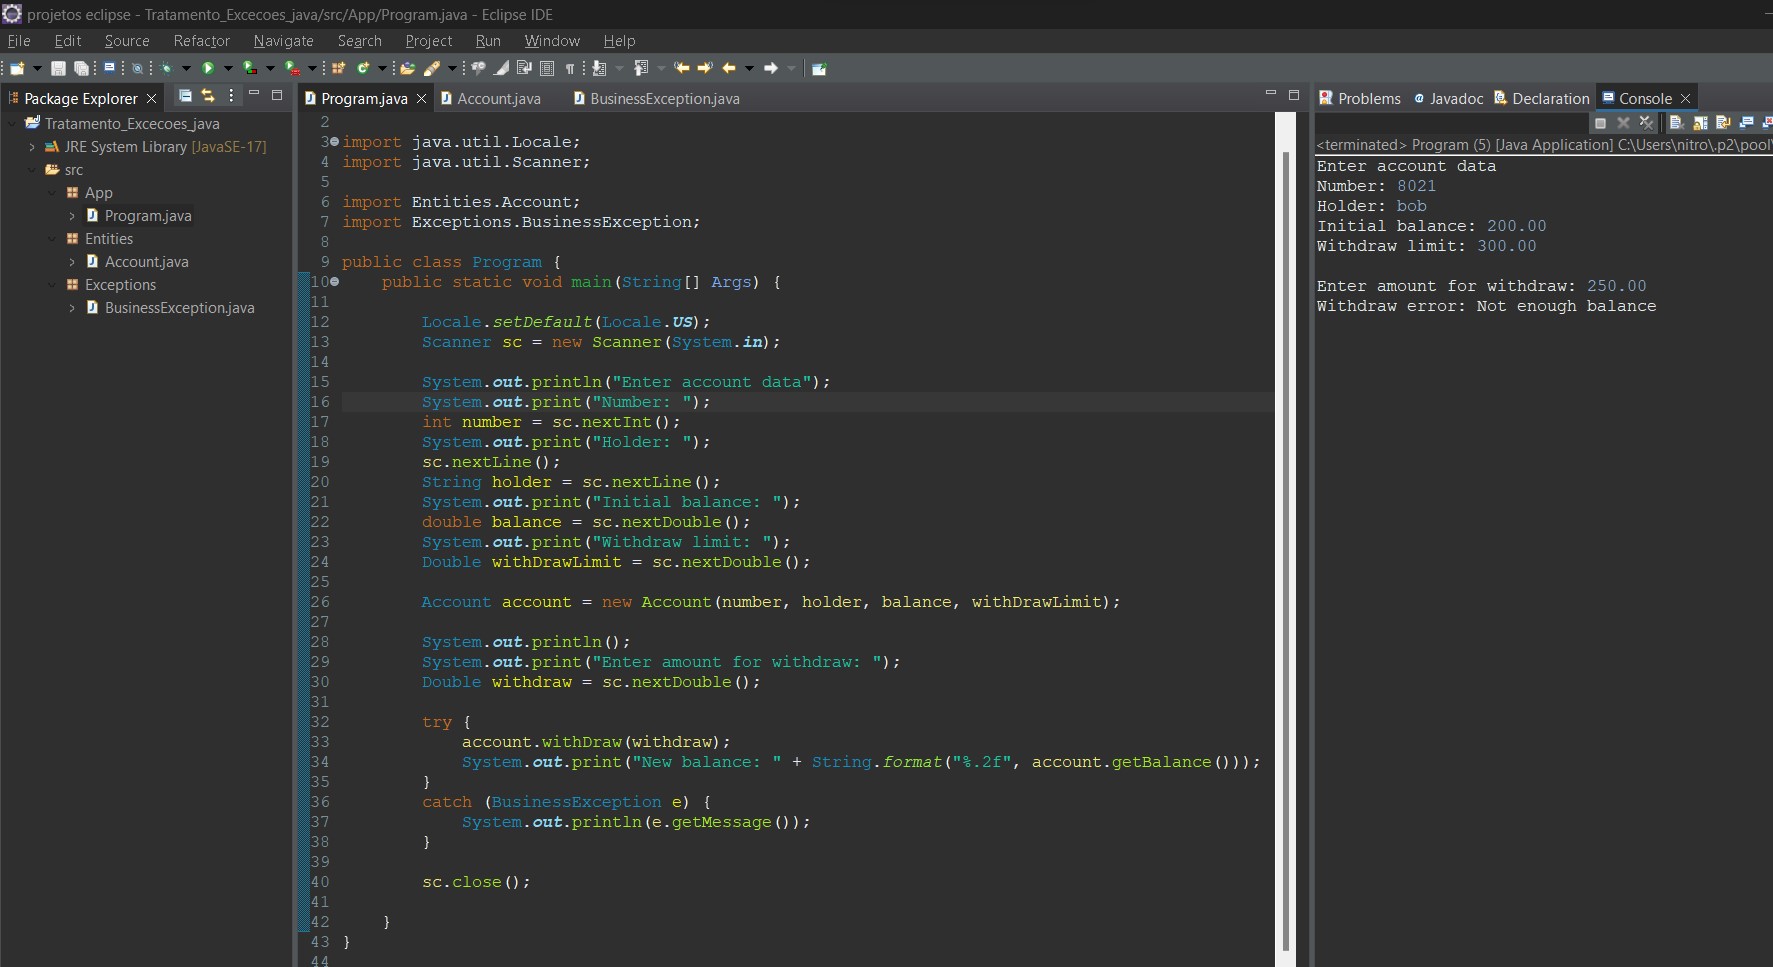 projetos eclipse - Tratamento_Excecoes_java/src/App/Program.java - Eclipse IDE
File Edit Source Refactor Navigate Search Project Run Window Help
Package Explorer
Tratamento_Excecoes_java
JRE System Library [JavaSE-17]
src
App
Program.java
Entities
Account.java
Exceptions
BusinessException.java
Program.java Account.java BusinessException.java
2
3 import java.util.Locale;
4 import java.util.Scanner;
5
6 import Entities.Account;
7 import Exceptions.BusinessException;
8
9 public class Program {
10 public static void main(String[] Args) {
11
12 Locale.setDefault(Locale.US);
13 Scanner sc = new Scanner(System.in);
14
15 System.out.println("Enter account data");
16 System.out.print("Number: ");
17 int number = sc.nextInt();
18 System.out.print("Holder: ");
19 sc.nextLine();
20 String holder = sc.nextLine();
21 System.out.print("Initial balance: ");
22 double balance = sc.nextDouble();
23 System.out.print("Withdraw limit: ");
24 Double withDrawLimit = sc.nextDouble();
25
26 Account account = new Account(number, holder, balance, withDrawLimit);
27
28 System.out.println();
29 System.out.print("Enter amount for withdraw: ");
30 Double withdraw = sc.nextDouble();
31
32 try {
33 account.withDraw(withdraw);
34 System.out.print("New balance: " + String.format("%.2f", account.getBalance()));
35 }
36 catch (BusinessException e) {
37 System.out.println(e.getMessage());
38 }
39
40 sc.close();
41
42 }
43 }
44
Problems Javadoc Declaration Console
<terminated> Program (5) [Java Application] C:\Users\nitro\.p2\pool\
Enter account data
Number: 8021
Holder: bob
Initial balance: 200.00
Withdraw limit: 300.00
Enter amount for withdraw: 250.00
Withdraw error: Not enough balance